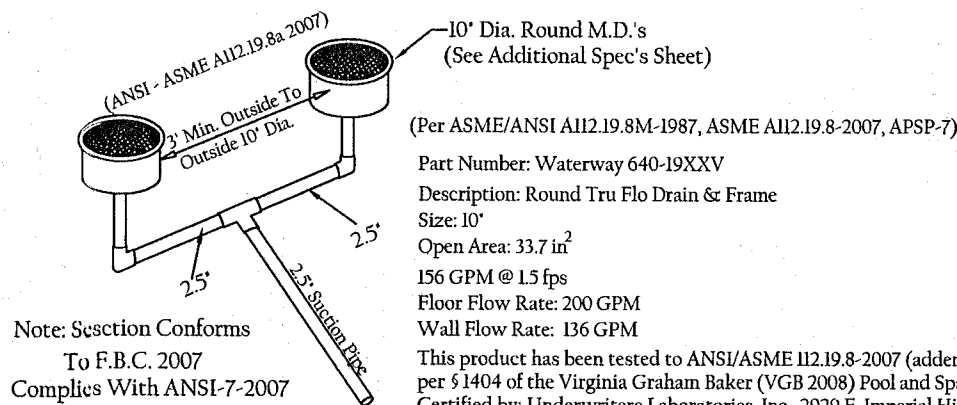 (ANSI - ASME A112.19.8a 2007)
10" Dia. Round M.D.'s
(See Additional Spec's Sheet)
3' Min. Outside To
Outside 10" Dia.
(Per ASME/ANSI A112.19.8M-1987, ASME A112.19.8-2007, APSP-7)
Part Number: Waterway 640-19XXV
Description: Round Tru Flo Drain & Frame
Size: 10"
Open Area: 33.7 in²
156 GPM @ 1.5 fps
Floor Flow Rate: 200 GPM
Wall Flow Rate: 136 GPM
2.5"
2.5"
2.5" Suction Pipe
Note: Sesction Conforms
To F.B.C. 2007
Complies With ANSI-7-2007
This product has been tested to ANSI/ASME 112.19.8-2007 (adden
per § 1404 of the Virginia Graham Baker (VGB 2008) Pool and Sp
Certified by: Underwriters Laboratories, Inc., 2929 E. Imperial Hi